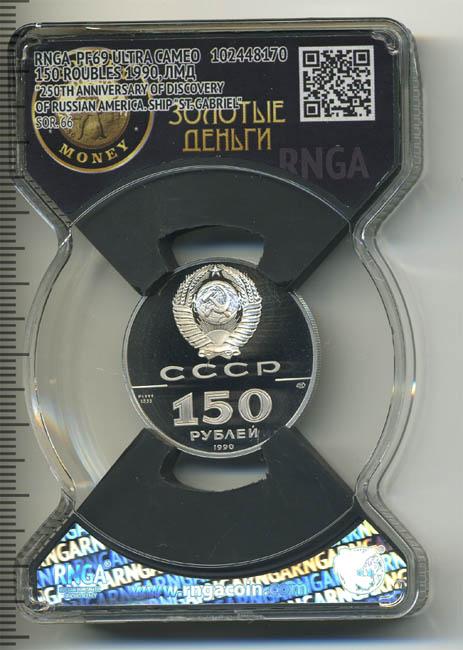 RNGA, PF69 ULTRA CAMEO 102448170
150 ROUBLES 1990, ЛМД
"250TH ANNIVERSARY OF DISCOVERY
OF RUSSIAN AMERICA. SHIP "ST.GABRIEL"
SOR.66
MONEY
ЗОЛОТЫЕ
ДЕНЬГИ
RNGA
СССР
150
РУБЛЕЙ
1990
RNGA
www.rngacoin.com